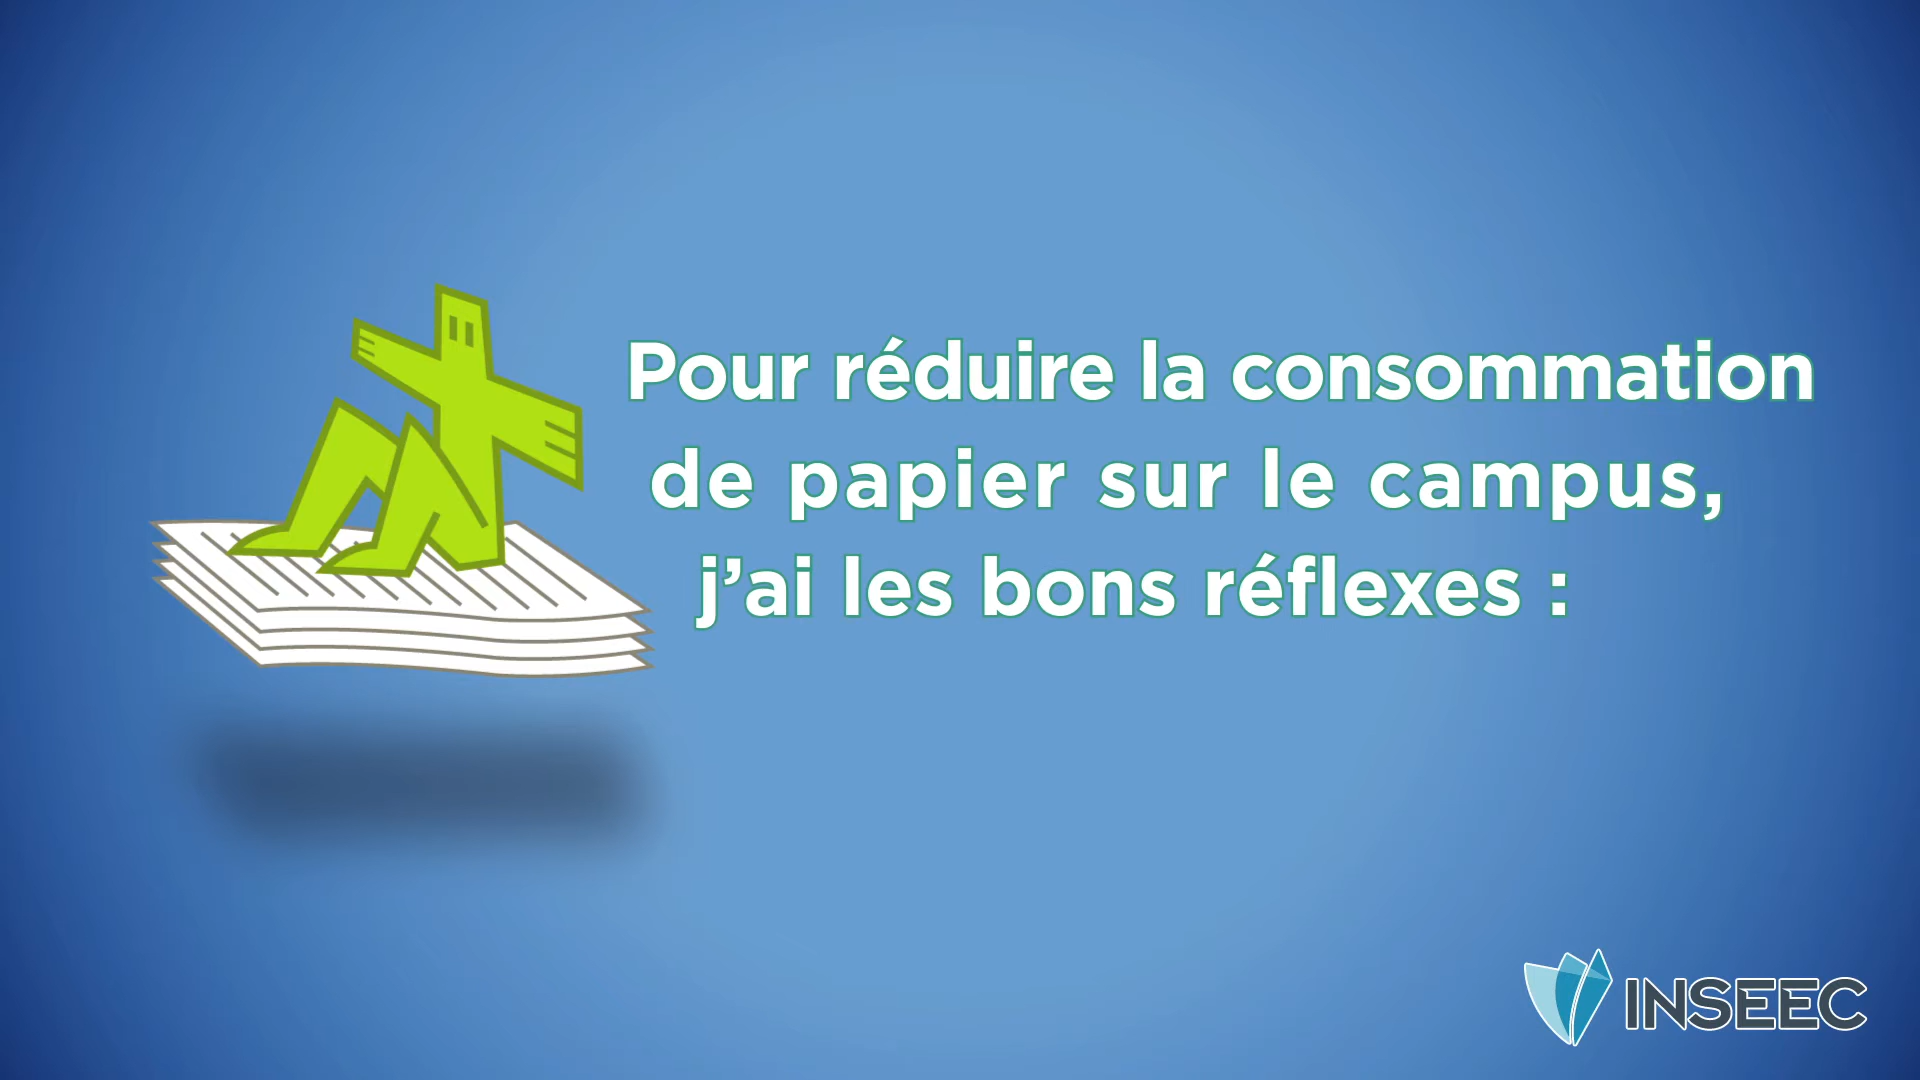 Pour réduire la consommation
de papier sur le campus,
j’ai les bons réflexes :
INSEEC